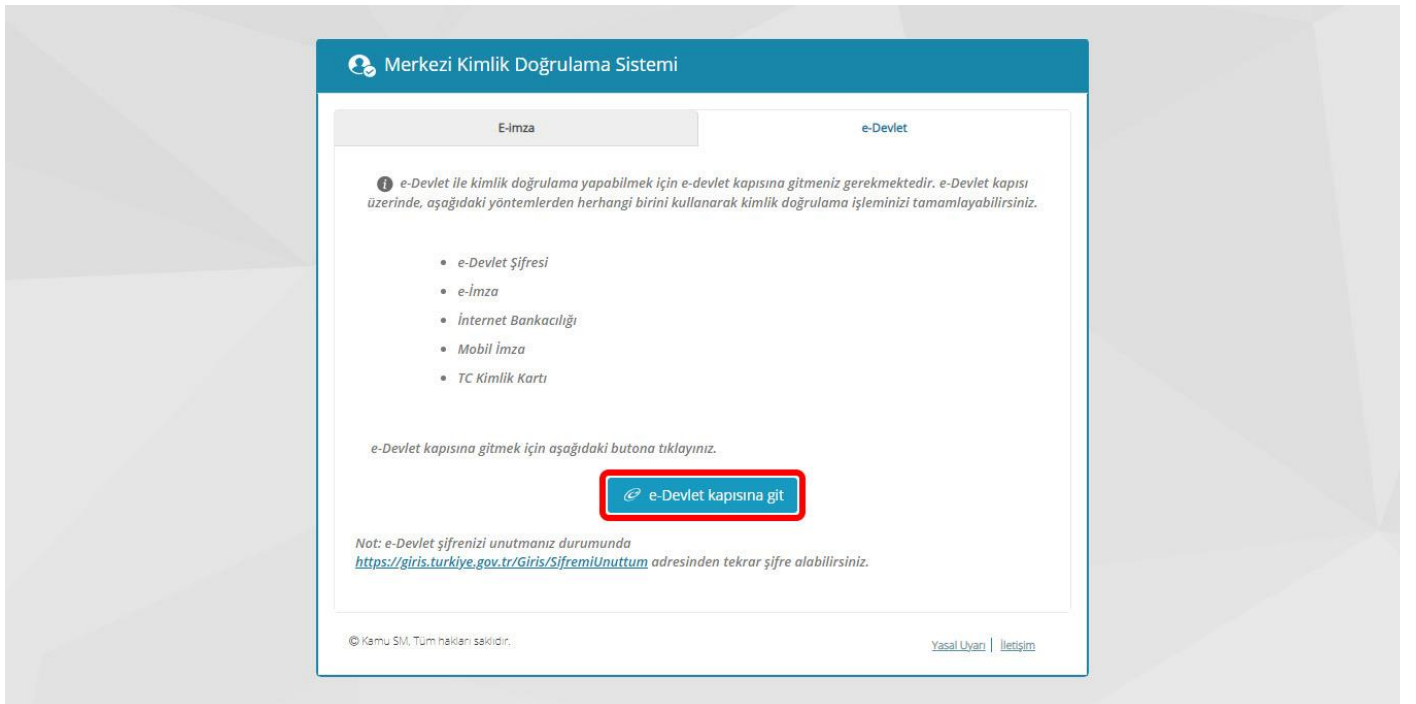 Merkezi Kimlik Doğrulama Sistemi
E-imza
e-Devlet
e-Devlet ile kimlik doğrulama yapabilmek için e-devlet kapısına gitmeniz gerekmektedir. e-Devlet kapısı
üzerinde, aşağıdaki yöntemlerden herhangi birini kullanarak kimlik doğrulama işleminizi tamamlayabilirsiniz.
• e-Devlet Şifresi
• e-İmza
• İnternet Bankacılığı
• Mobil İmza
• TC Kimlik Kartı
e-Devlet kapısına gitmek için aşağıdaki butona tıklayınız.
e-Devlet kapısına git
Not: e-Devlet şifrenizi unutmanız durumunda
https://giris.turkiye.gov.tr/Giris/SifremiUnuttum adresinden tekrar şifre alabilirsiniz.
© Kamu SM, Tüm hakları saklıdır.
Yasal Uyarı | İletişim